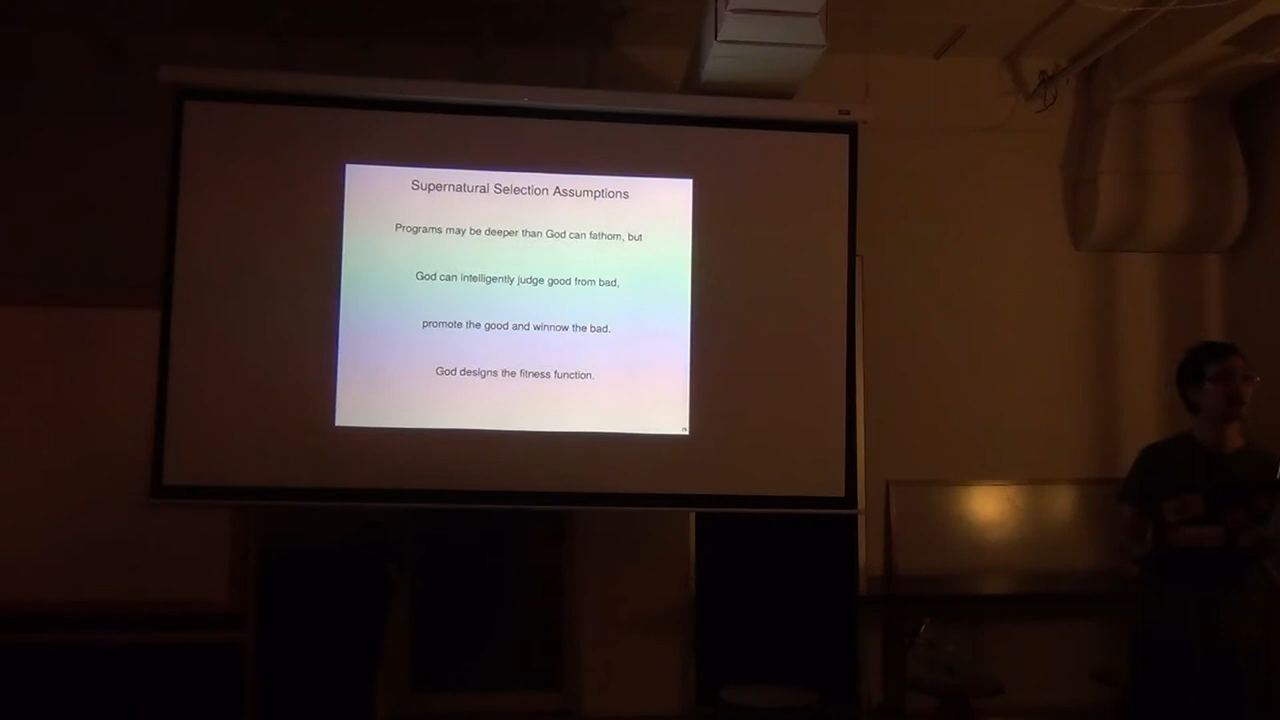 Supernatural Selection Assumptions
Programs may be deeper than God can fathom, but
God can intelligently judge good from bad,
promote the good and winnow the bad.
God designs the fitness function.